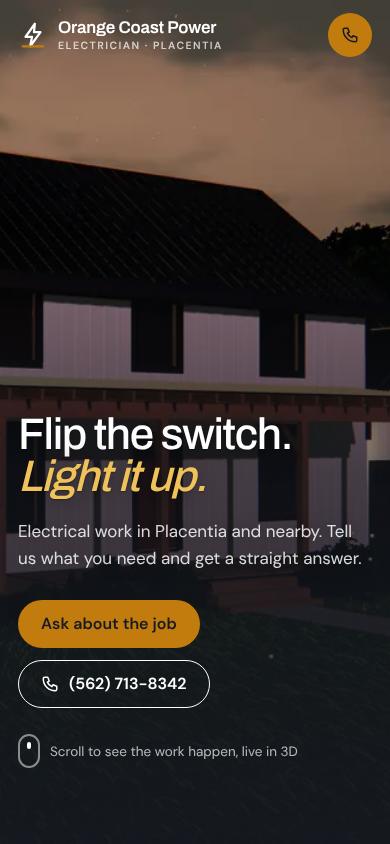 Orange Coast Power
ELECTRICIAN · PLACENTIA
Flip the switch.
Light it up.
Electrical work in Placentia and nearby. Tell
us what you need and get a straight answer.
Ask about the job
(562) 713-8342
Scroll to see the work happen, live in 3D